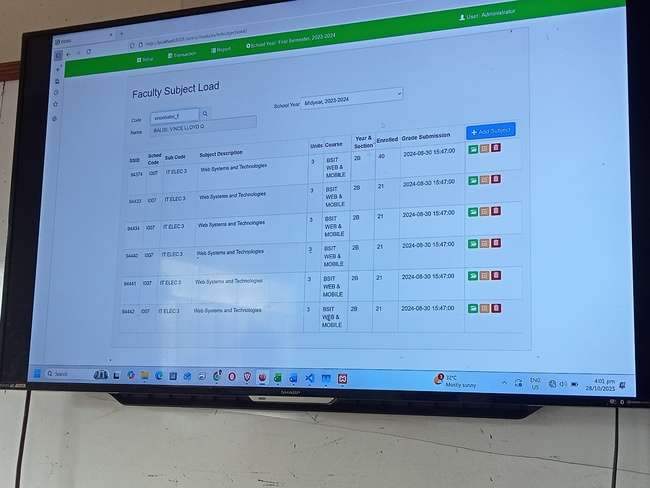 Setup Transaction Report School Year: First Semester, 2023-2024 User: Administrator
Faculty Subject Load
Code
School Year Midyear, 2023-2024
Name BALISI, VINCE LLOYD Q.
+ Add Subject
SSID Sched Code Sub Code Subject Description Units Course Year & Section Enrolled Grade Submission
94374 I007 IT ELEC 3 Web Systems and Technologies 3 BSIT WEB & MOBILE 2B 40 2024-08-30 15:47:00
94433 I007 IT ELEC 3 Web Systems and Technologies 3 BSIT WEB & MOBILE 2B 21 2024-08-30 15:47:00
94434 I007 IT ELEC 3 Web Systems and Technologies 3 BSIT WEB & MOBILE 2B 21 2024-08-30 15:47:00
94440 I007 IT ELEC 3 Web Systems and Technologies 3 BSIT WEB & MOBILE 2B 21 2024-08-30 15:47:00
94441 I007 IT ELEC 3 Web Systems and Technologies 3 BSIT WEB & MOBILE 2B 21 2024-08-30 15:47:00
94442 I007 IT ELEC 3 Web Systems and Technologies 3 BSIT WEB & MOBILE 2B 21 2024-08-30 15:47:00
Search
32°C
Mostly sunny
ENG
US
4:01 pm
28/10/2025
SHARP